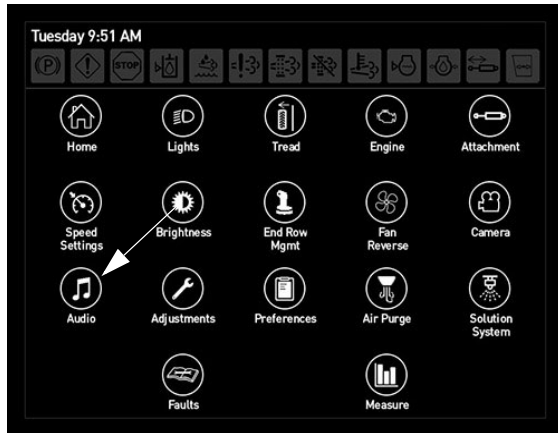 Tuesday 9:51 AM
(P) STOP
Home Lights Tread Engine Attachment
Speed Brightness End Row Fan Camera
Settings Mgmt Reverse
Audio Adjustments Preferences Air Purge Solution
System
Faults Measure